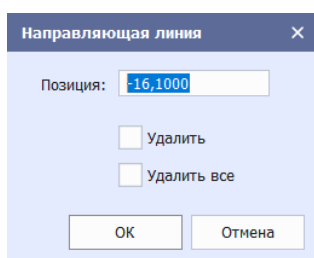 Направляющая линия
Позиция: -16,1000
Удалить
Удалить все
ОК Отмена